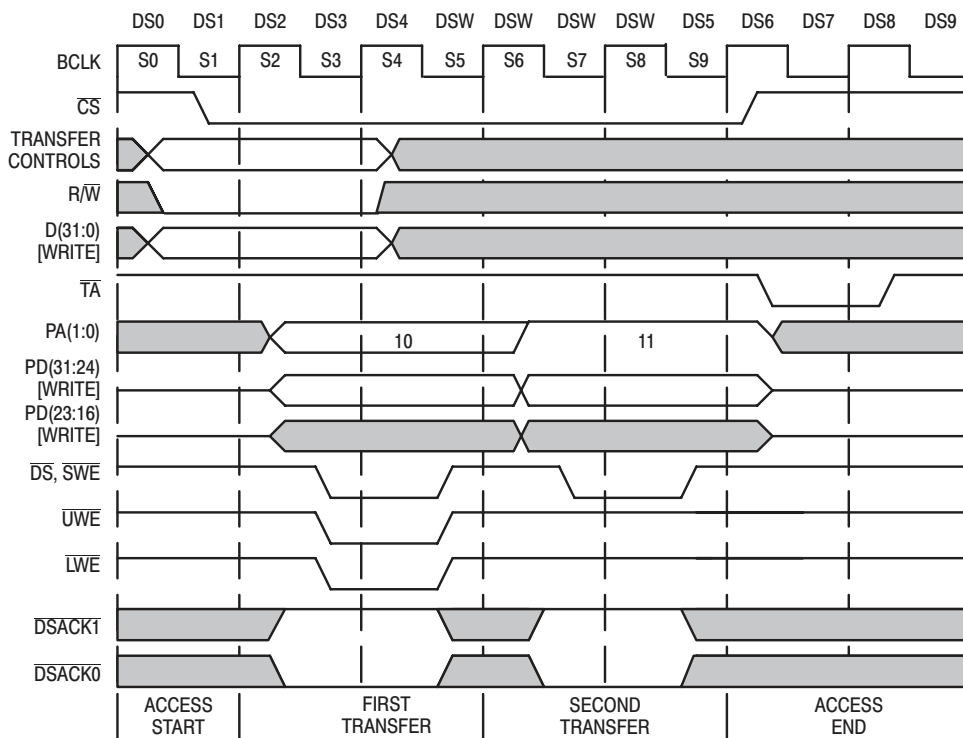 DS0 DS1 DS2 DS3 DS4 DSW DSW DSW DSW DS5 DS6 DS7 DS8 DS9
BCLK S0 S1 S2 S3 S4 S5 S6 S7 S8 S9
CS
TRANSFER
CONTROLS
R/W
D(31:0)
[WRITE]
TA
PA(1:0) 10 11
PD(31:24)
[WRITE]
PD(23:16)
[WRITE]
DS, SWE
UWE
LWE
DSACK1
DSACK0
ACCESS START
FIRST TRANSFER
SECOND TRANSFER
ACCESS END